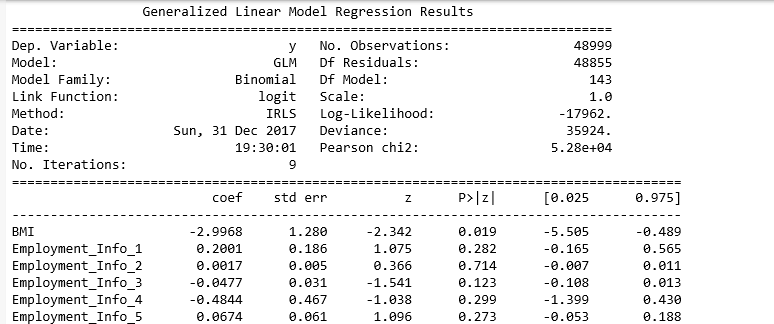 Generalized Linear Model Regression Results
==============================================================================
Dep. Variable: y No. Observations: 48999
Model: GLM Df Residuals: 48855
Model Family: Binomial Df Model: 143
Link Function: logit Scale: 1.0
Method: IRLS Log-Likelihood: -17962.
Date: Sun, 31 Dec 2017 Deviance: 35924.
Time: 19:30:01 Pearson chi2: 5.28e+04
No. Iterations: 9
=======================================================================================
coef std err z P>|z| [0.025 0.975]
---------------------------------------------------------------------------------------
BMI -2.9968 1.280 -2.342 0.019 -5.505 -0.489
Employment_Info_1 0.2001 0.186 1.075 0.282 -0.165 0.565
Employment_Info_2 0.0017 0.005 0.366 0.714 -0.007 0.011
Employment_Info_3 -0.0477 0.031 -1.541 0.123 -0.108 0.013
Employment_Info_4 -0.4844 0.467 -1.038 0.299 -1.399 0.430
Employment_Info_5 0.0674 0.061 1.096 0.273 -0.053 0.188